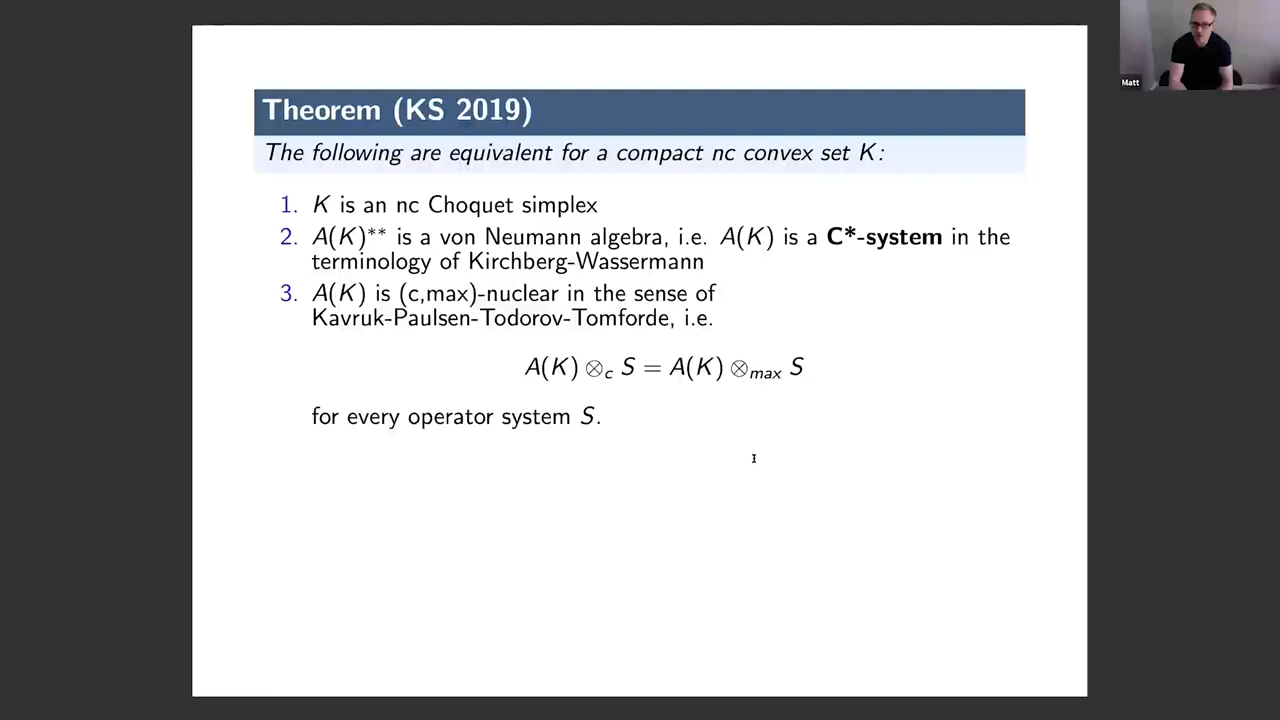 Theorem (KS 2019)
The following are equivalent for a compact nc convex set K:
1. K is an nc Choquet simplex
2. A(K)** is a von Neumann algebra, i.e. A(K) is a C*-system in the
terminology of Kirchberg-Wassermann
3. A(K) is (c,max)-nuclear in the sense of
Kavruk-Paulsen-Todorov-Tomforde, i.e.
A(K) ⊗c S = A(K) ⊗max S
for every operator system S.
Matt